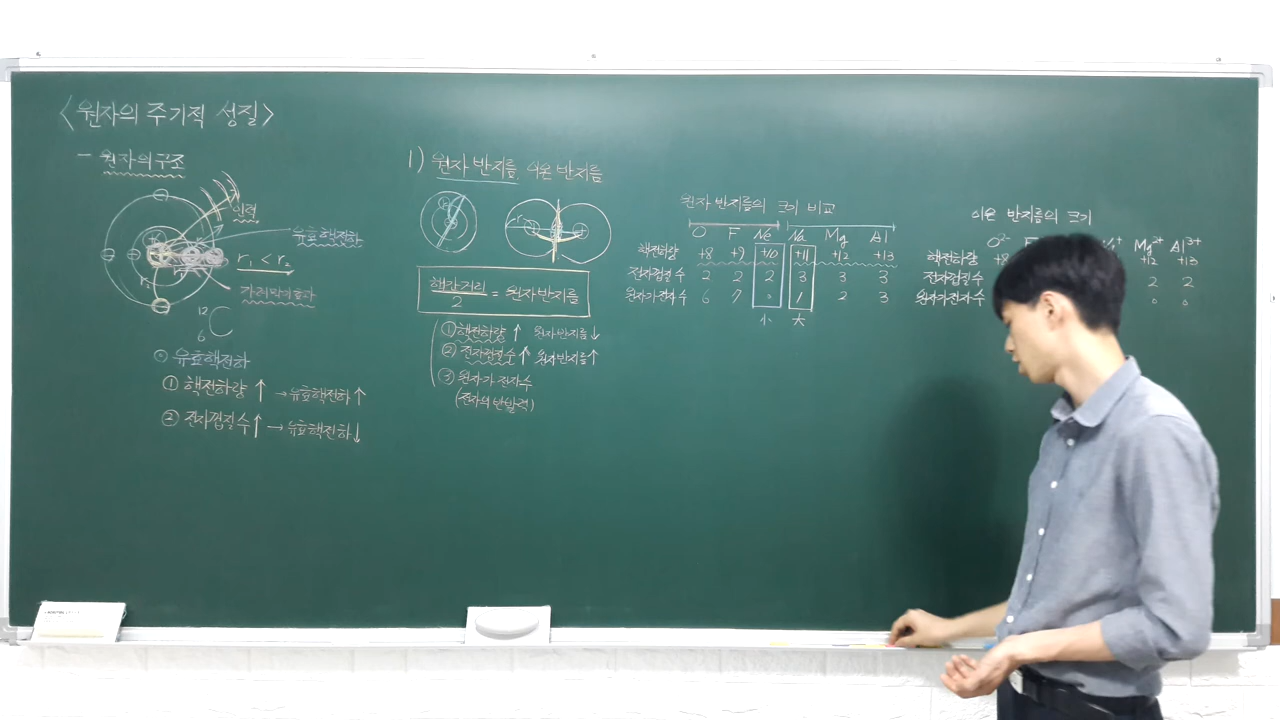 〈원자의 주기적 성질〉
- 원자의 구조
인력
유효핵전하
r₁ < r₂
가려막기효과
12
C
6
◎ 유효핵전하
① 핵전하량 ↑ → 유효핵전하 ↑
② 전자껍질수 ↑ → 유효핵전하 ↓
1) 원자 반지름, 이온 반지름
핵간거리 / 2 = 원자반지름
① 핵전하량 ↑ 원자반지름 ↓
② 전자껍질수 ↑ 원자반지름 ↑
③ 원자가 전자수
(전자의 반발력)
원자 반지름의 크기 비교
O F Ne Na Mg Al
핵전하량 +8 +9 +10 +11 +12 +13
전자껍질수 2 2 2 3 3 3
원자가전자수 6 7 0 1 2 3
小 大
이온 반지름의 크기
O²⁻ Mg²⁺ Al³⁺
핵전하량 +8 +12 +13
전자껍질수 2 2
원자가전자수 0 0